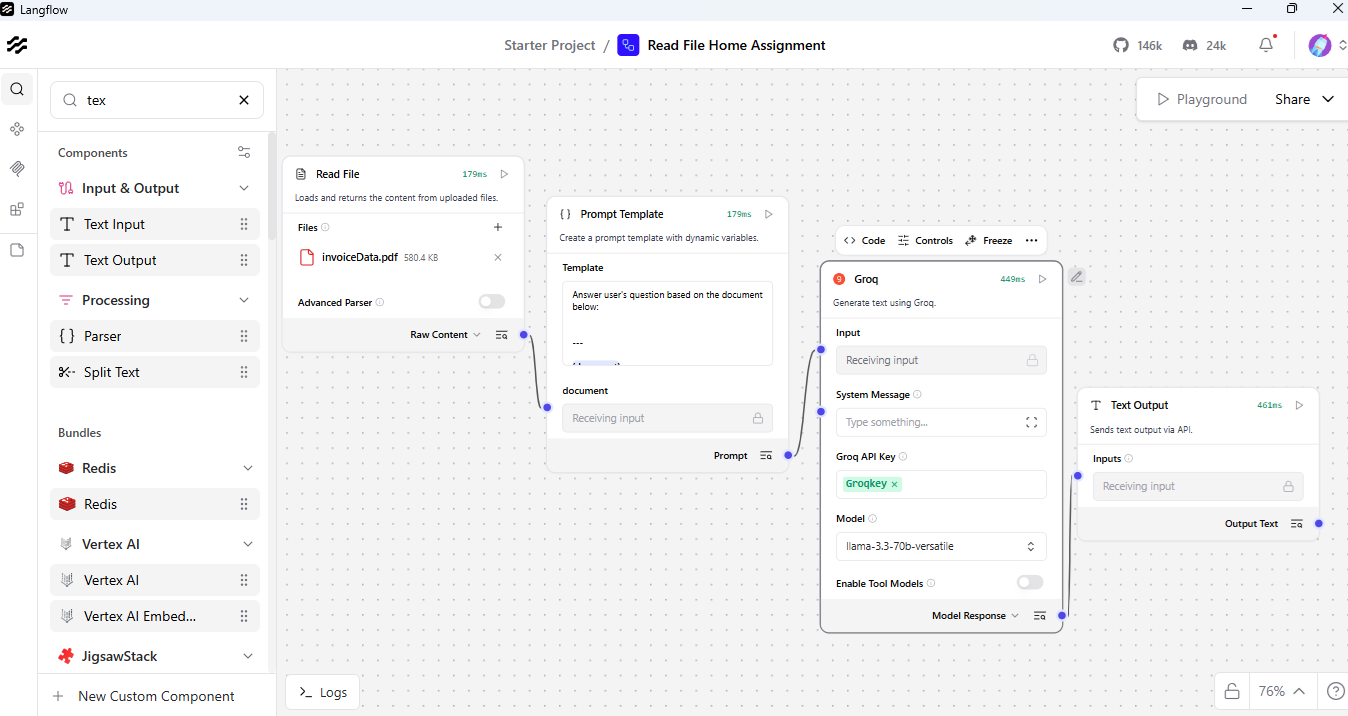 Langflow
Starter Project / Read File Home Assignment
146k
24k
tex
Playground
Share
Components
Input & Output
Text Input
Text Output
Processing
Parser
Split Text
Bundles
Redis
Redis
Vertex AI
Vertex AI
Vertex AI Embed...
JigsawStack
New Custom Component
Read File
179ms
Loads and returns the content from uploaded files.
Files
invoiceData.pdf 580.4 KB
Advanced Parser
Raw Content
Prompt Template
179ms
Create a prompt template with dynamic variables.
Template
Answer user's question based on the document
below:
---
document
Receiving input
Prompt
Code
Controls
Freeze
Groq
449ms
Generate text using Groq.
Input
Receiving input
System Message
Type something...
Groq API Key
Groqkey
Model
llama-3.3-70b-versatile
Enable Tool Models
Model Response
Text Output
461ms
Sends text output via API.
Inputs
Receiving input
Output Text
Logs
76%